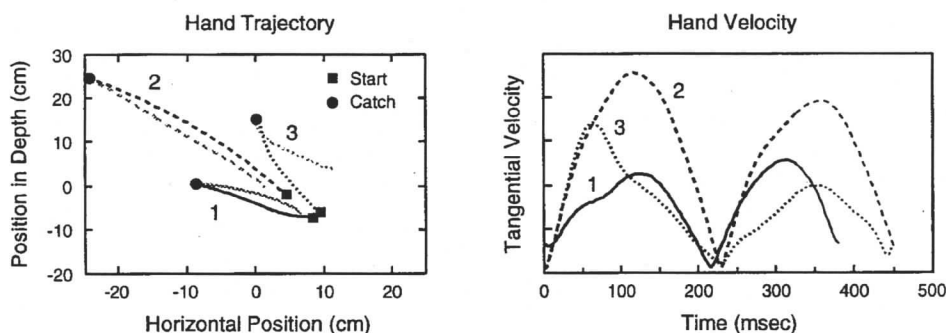 Hand Trajectory
Position in Depth (cm)
30
20
10
0
-10
-20
-20
-10
0
10
20
Horizontal Position (cm)
Start
Catch
1
2
3
Hand Velocity
Tangential Velocity
0
100
200
300
400
500
Time (msec)
1
2
3